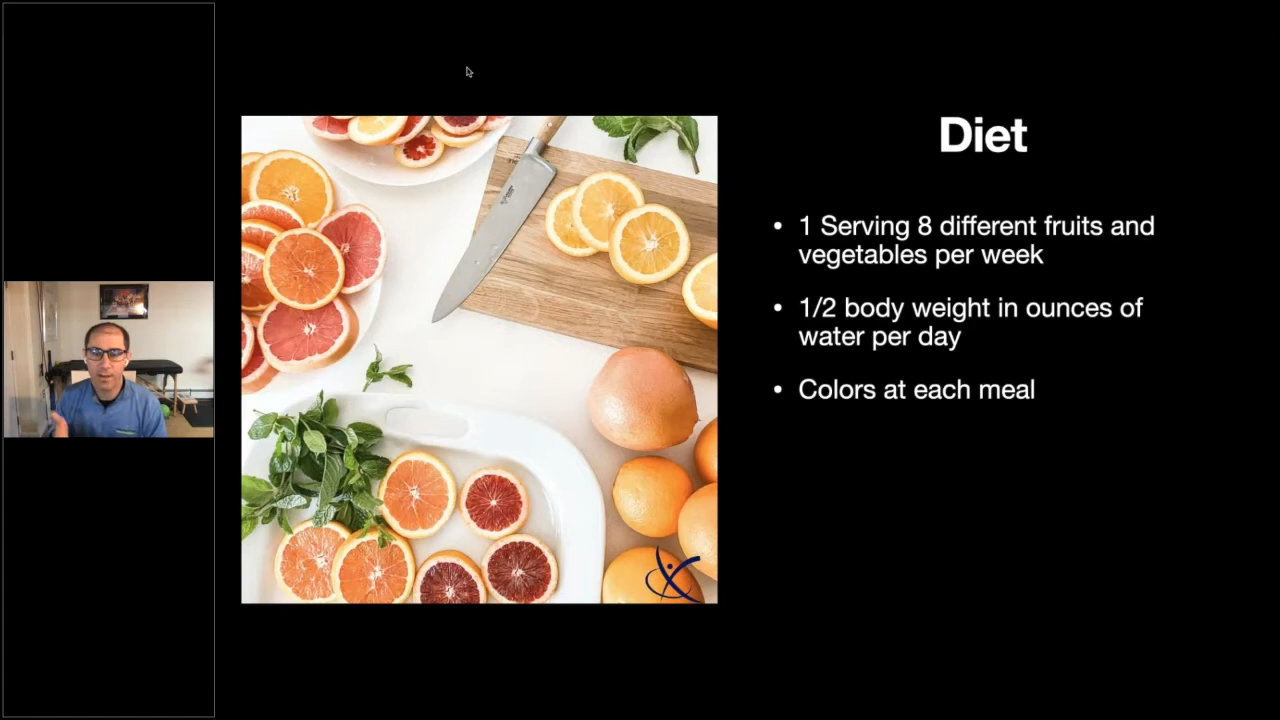 Diet
• 1 Serving 8 different fruits and
vegetables per week
• 1/2 body weight in ounces of
water per day
• Colors at each meal